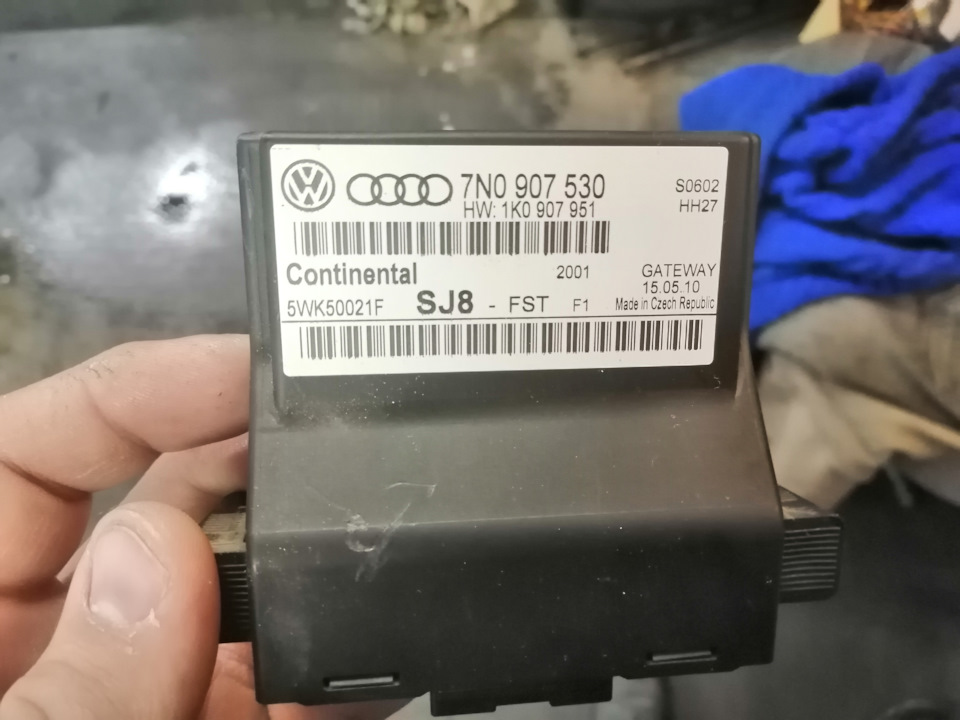 7N0 907 530
HW: 1K0 907 951
S0602
HH27
Continental
2001
GATEWAY
15.05.10
5WK50021F SJ8 - FST F1 Made in Czech Republic